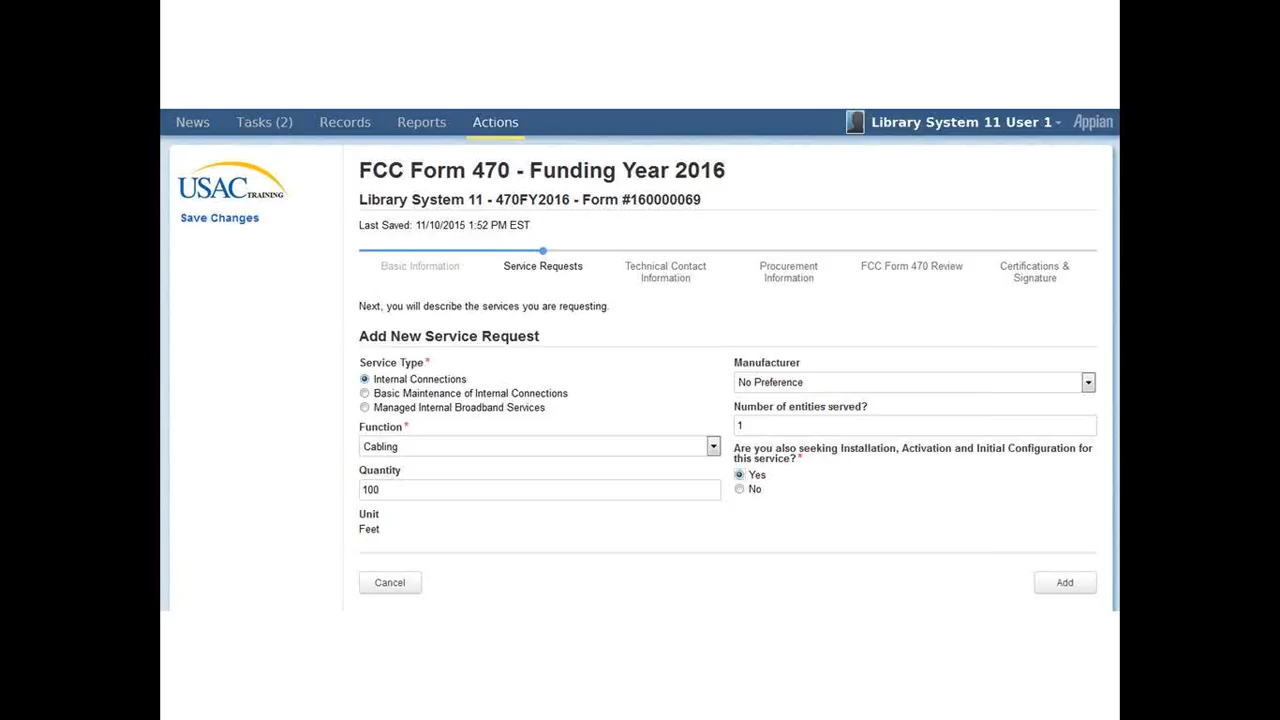 News Tasks (2) Records Reports Actions Library System 11 User 1 Appian
USAC TRAINING
Save Changes
FCC Form 470 - Funding Year 2016
Library System 11 - 470FY2016 - Form #160000069
Last Saved: 11/10/2015 1:52 PM EST
Basic Information
Service Requests
Technical Contact
Information
Procurement
Information
FCC Form 470 Review
Certifications &
Signature
Next, you will describe the services you are requesting.
Add New Service Request
Service Type *
Internal Connections
Basic Maintenance of Internal Connections
Managed Internal Broadband Services
Function *
Cabling
Quantity
100
Unit
Feet
Manufacturer
No Preference
Number of entities served?
1
Are you also seeking Installation, Activation and Initial Configuration for
this service? *
Yes
No
Cancel
Add